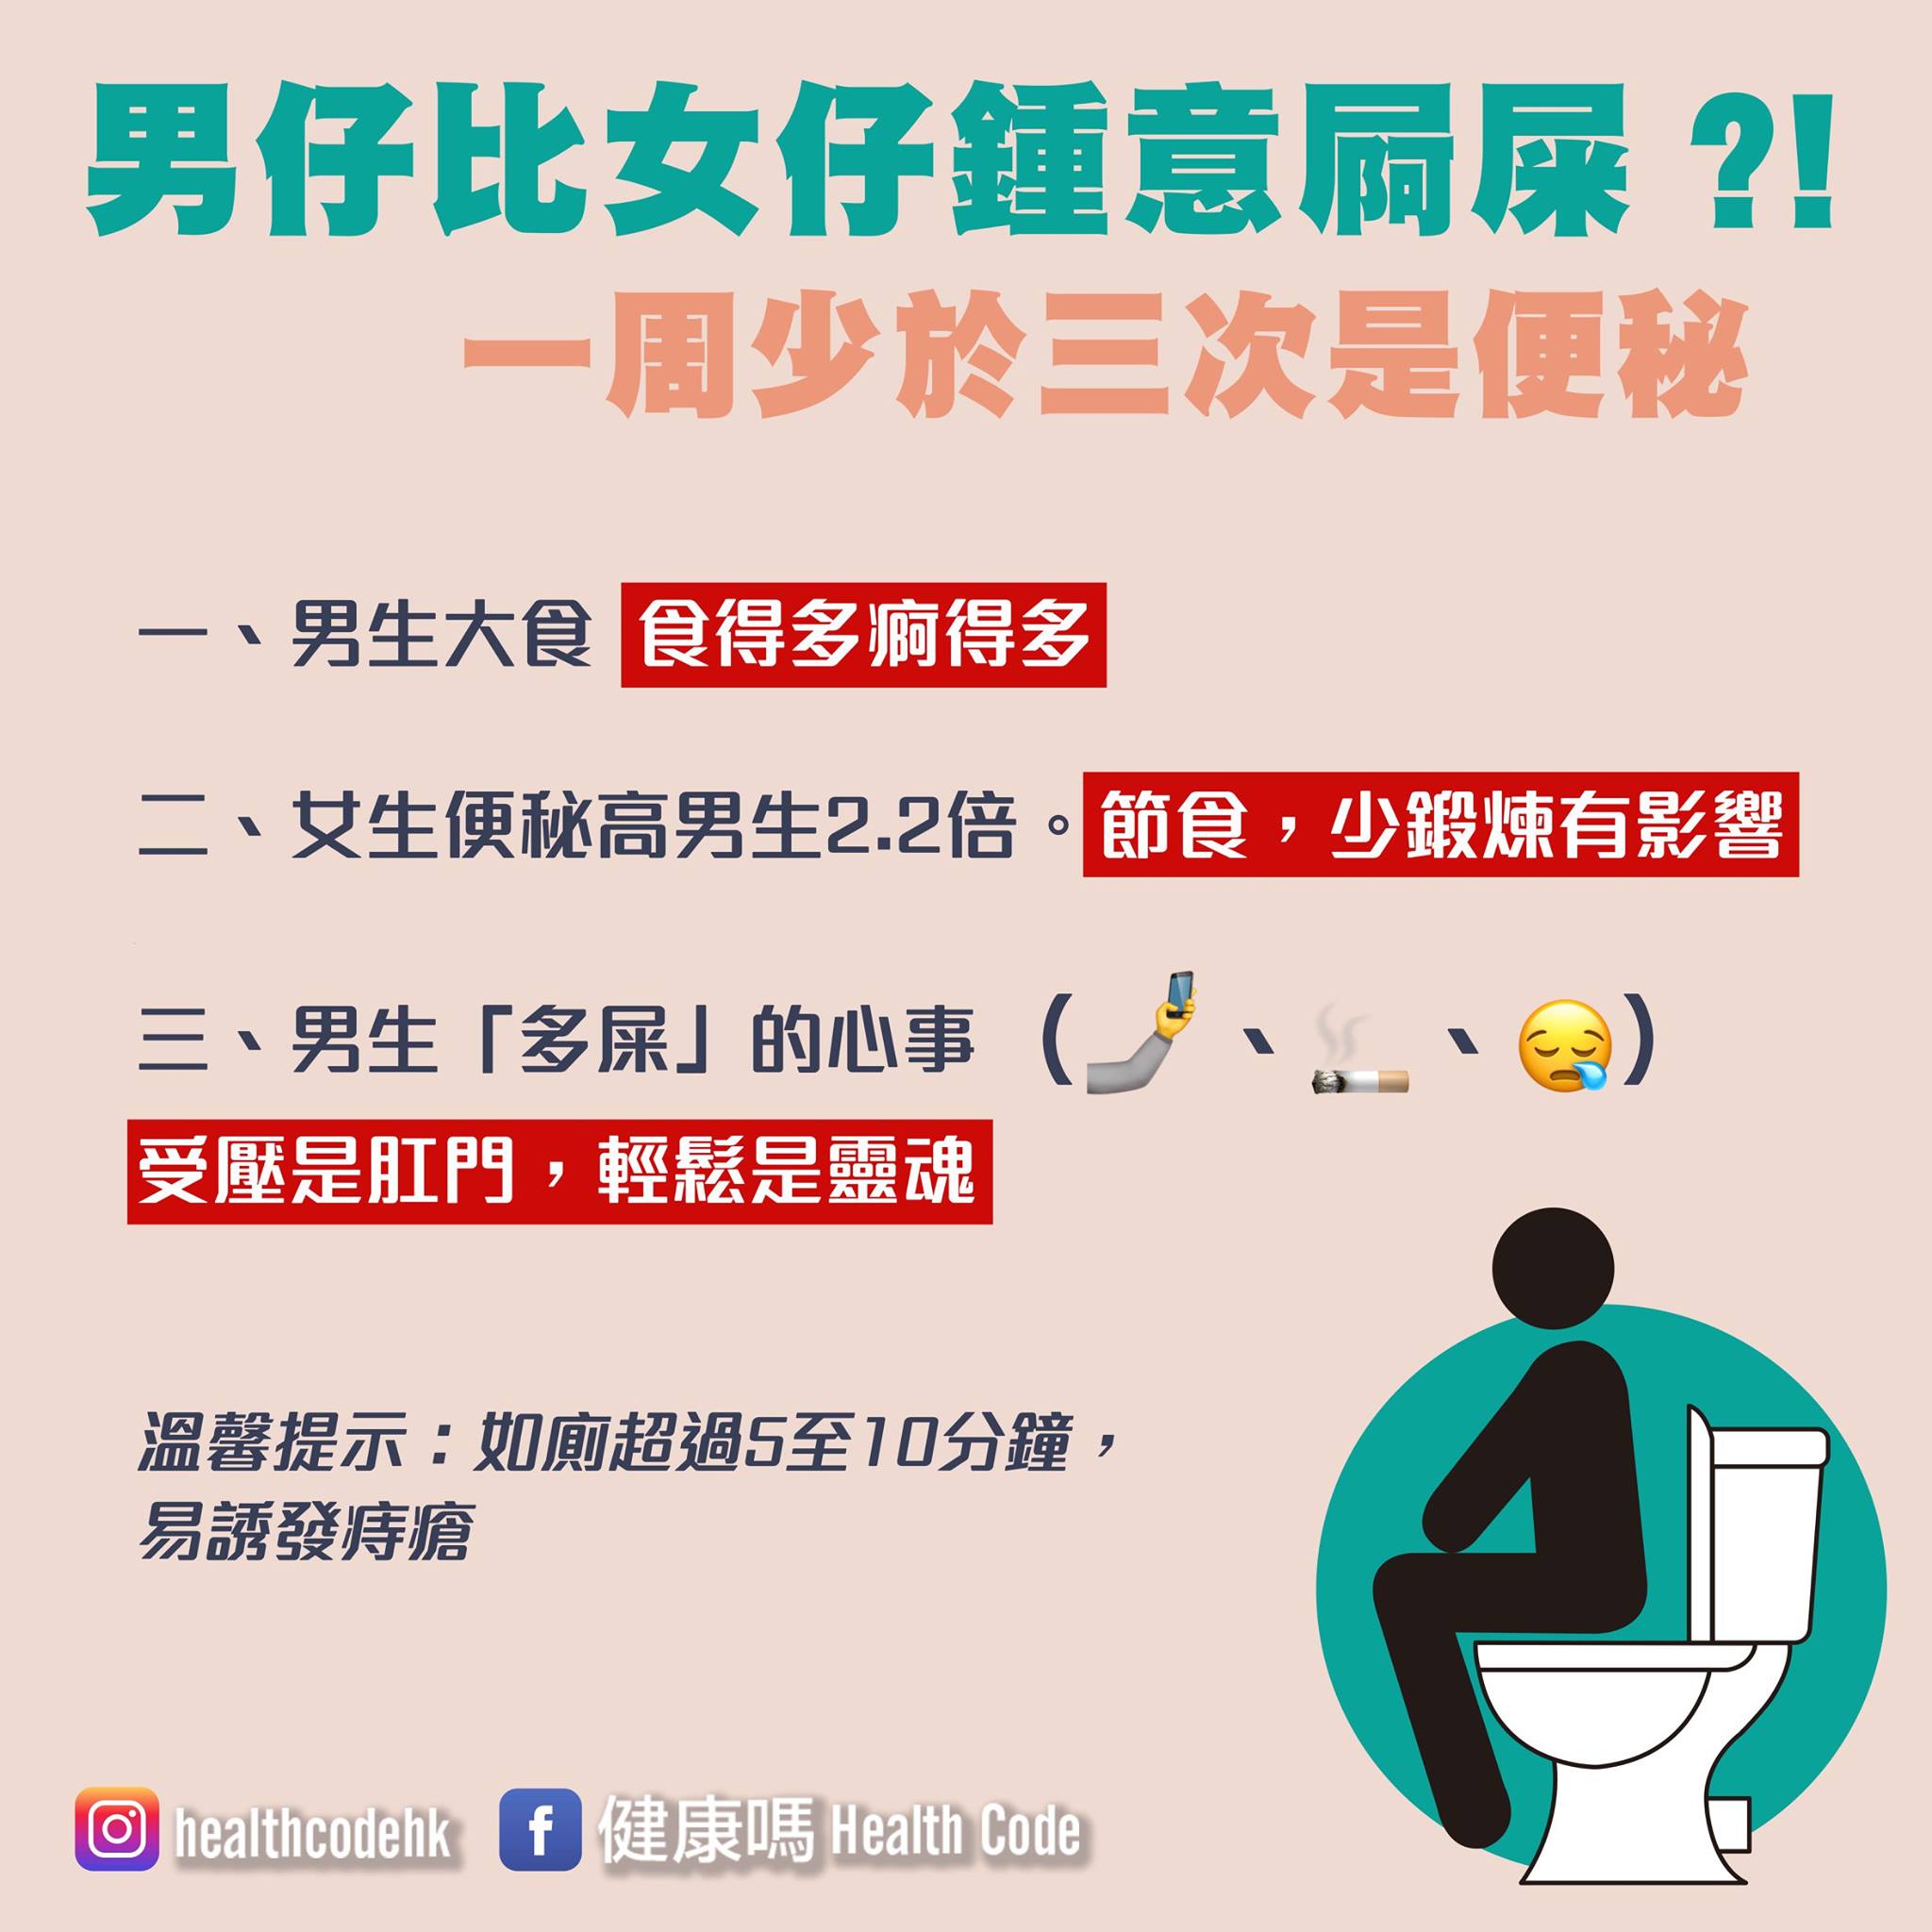 男仔比女仔鍾意屙屎 ?!
一周少於三次是便秘
一、男生大食 食得多痾得多
二、女生便秘高男生2.2倍。節食，少鍛煉有影響
三、男生「多屎」的心事 （、、）
受壓是肛門，輕鬆是靈魂
溫馨提示：如廁超過5至10分鐘，
易誘發痔瘡
healthcodehk 健康嗎 Health Code